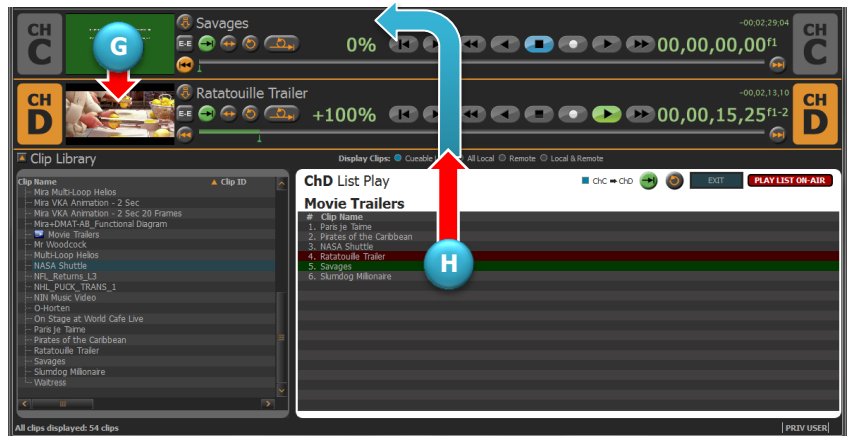 CH C
G
E-E
Savages
0%
-00;02;29;04
00,00,00,00f1
CH C
CH D
E-E
Ratatouille Trailer
+100%
-00,02,13,10
00,00,15,25f1-2
CH D
Clip Library
Display Clips: Cueable All Local Remote Local & Remote
Clip Name Clip ID
Mira Multi-Loop Helios
Mira VKA Animation - 2 Sec
Mira VKA Animation - 2 Sec 20 Frames
Mira+DMAT-AB_Functional Diagram
Movie Trailers
Mr Woodcock
Multi-Loop Helios
NASA Shuttle
NFL_Returns_L3
NHL_PUCK_TRANS_1
NIN Music Video
O-Horten
On Stage at World Cafe Live
Paris Je Taime
Pirates of the Caribbean
Ratatouille Trailer
Savages
Slumdog Millionaire
Waitress
ChD List Play
ChC ➡ ChD
EXIT
PLAY LIST ON-AIR
Movie Trailers
# Clip Name
1. Paris Je Taime
2. Pirates of the Caribbean
3. NASA Shuttle
4. Ratatouille Trailer
5. Savages
6. Slumdog Millionaire
H
All clips displayed: 54 clips
PRIV USER